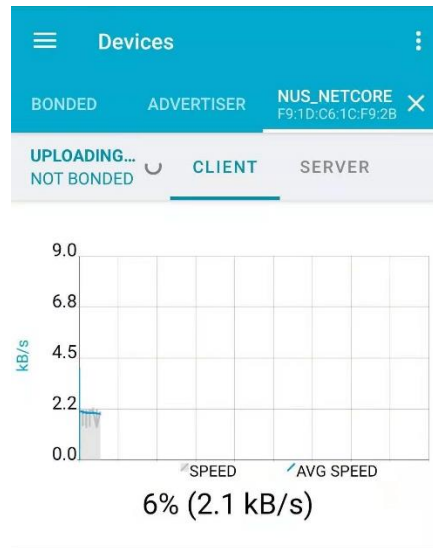 Devices
BONDED ADVERTISER NUS_NETCORE
F9:1D:C6:1C:F9:2B
UPLOADING...
NOT BONDED
CLIENT SERVER
9.0
6.8
4.5
2.2
0.0
kB/s
SPEED AVG SPEED
6% (2.1 kB/s)